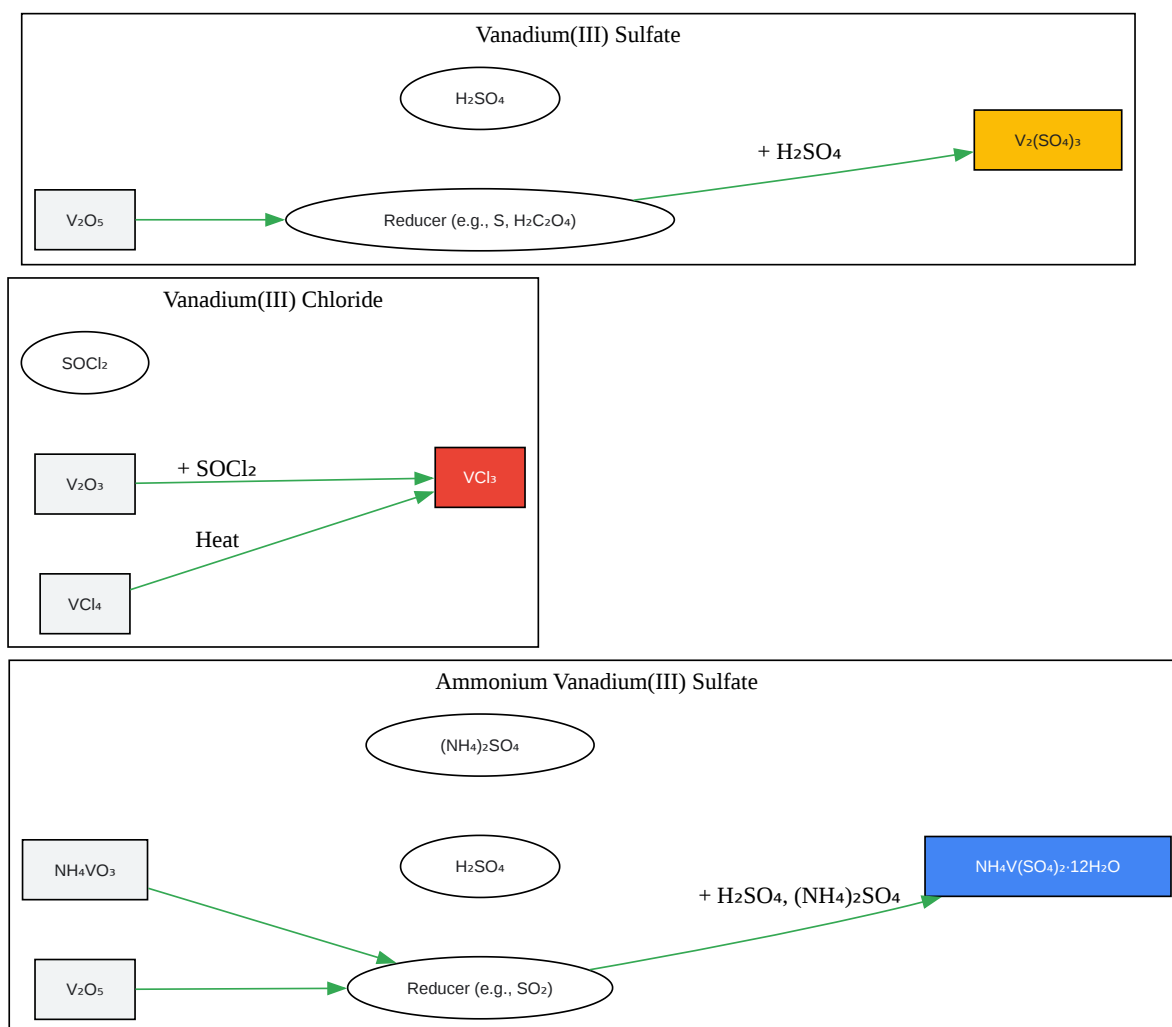 Vanadium(III) Sulfate
H₂SO₄
+ H₂SO₄
V₂(SO₄)₃
V₂O₅
Reducer (e.g., S, H₂C₂O₄)
Vanadium(III) Chloride
SOCl₂
V₂O₃
+ SOCl₂
VCl₃
Heat
VCl₄
Ammonium Vanadium(III) Sulfate
(NH₄)₂SO₄
NH₄VO₃
H₂SO₄
+ H₂SO₄, (NH₄)₂SO₄
NH₄V(SO₄)₂·12H₂O
V₂O₅
Reducer (e.g., SO₂)